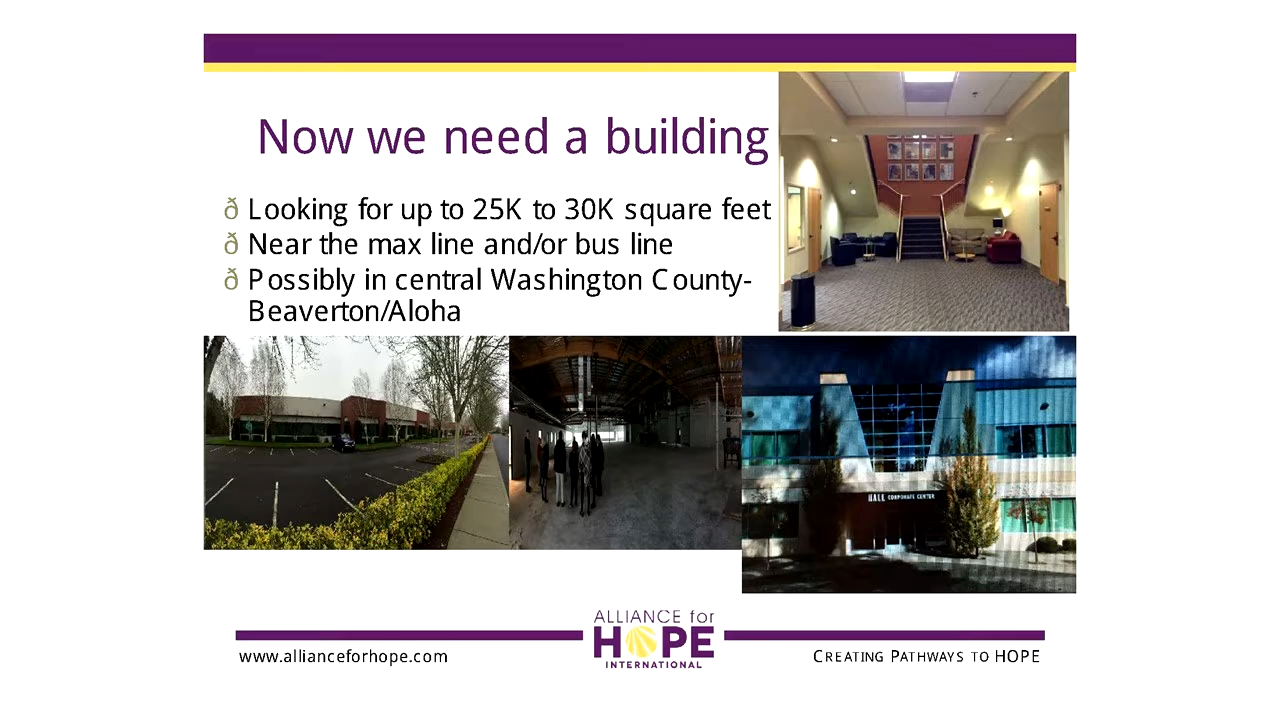 Now we need a building
ð Looking for up to 25K to 30K square feet
ð Near the max line and/or bus line
ð Possibly in central Washington County-
Beaverton/Aloha
HALL CORPORATE CENTER
ALLIANCE for
HOPE
INTERNATIONAL
www.allianceforhope.com
CREATING PATHWAYS TO HOPE